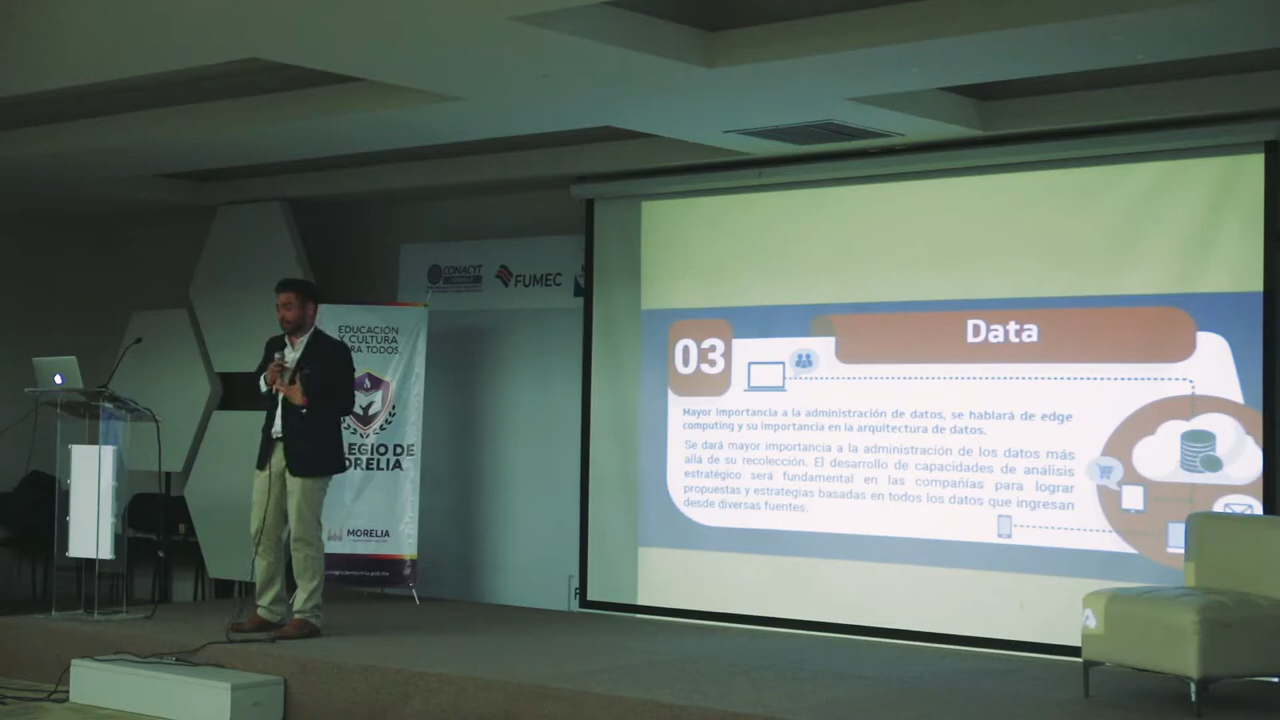 CONACYT
FUMEC
EDUCACIÓN
Y CULTURA
RA TODOS
LEGIO DE
ORELIA
MORELIA
03
Data
Mayor importancia a la administración de datos, se hablará de edge
computing y su importancia en la arquitectura de datos.
Se dará mayor importancia a la administración de los datos más
allá de su recolección. El desarrollo de capacidades de análisis
estratégico será fundamental en las compañías para lograr
propuestas y estrategias basadas en todos los datos que ingresan
desde diversas fuentes.